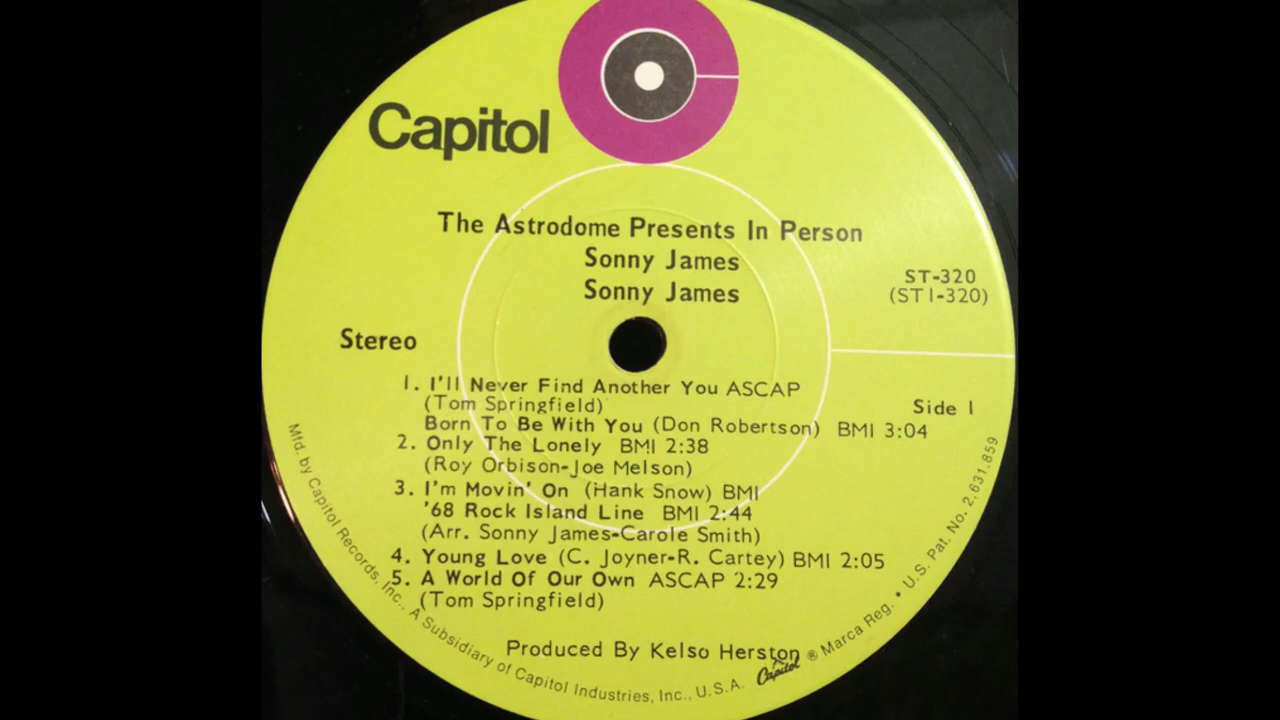 Capitol
The Astrodome Presents In Person
Sonny James
Sonny James
ST-320
(ST1-320)
Stereo
Side 1
1. I'll Never Find Another You ASCAP
(Tom Springfield)
Born To Be With You (Don Robertson) BMI 3:04
2. Only The Lonely BMI 2:38
(Roy Orbison-Joe Melson)
3. I'm Movin' On (Hank Snow) BMI
'68 Rock Island Line BMI 2:44
(Arr. Sonny James-Carole Smith)
4. Young Love (C. Joyner-R. Cartey) BMI 2:05
5. A World Of Our Own ASCAP 2:29
(Tom Springfield)
Produced By Kelso Herston
Mfd. by Capitol Records, Inc., A Subsidiary of Capitol Industries, Inc., U.S.A. Capitol ® Marca Reg. • U.S. Pat. No. 2,631,859